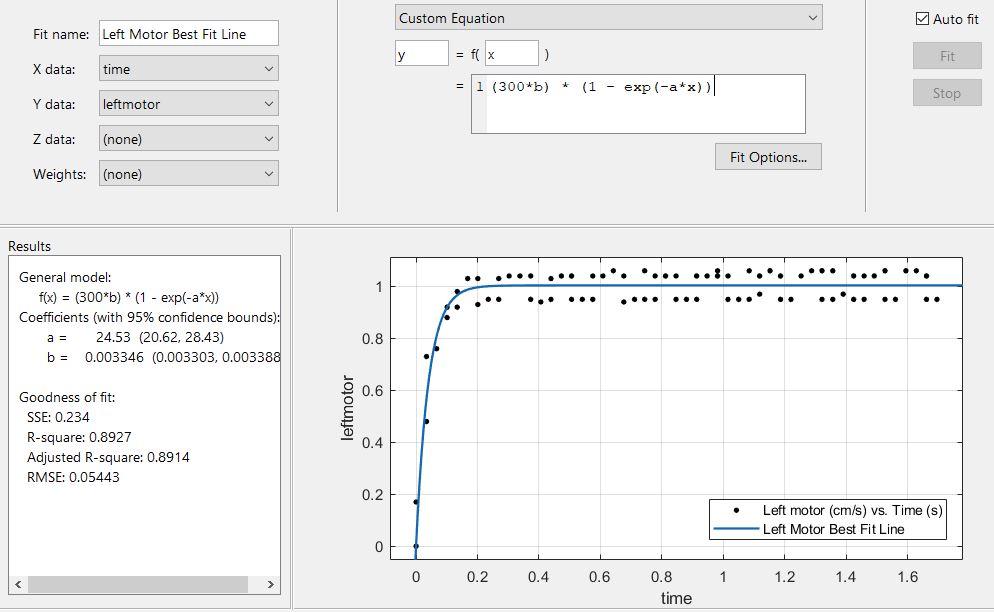 Fit name: Left Motor Best Fit Line
X data: time
Y data: leftmotor
Z data: (none)
Weights: (none)
Custom Equation
y = f( x )
= 1 (300*b) * (1 - exp(-a*x))
Fit Options...
Auto fit
Fit
Stop
Results
General model:
f(x) = (300*b) * (1 - exp(-a*x))
Coefficients (with 95% confidence bounds):
a = 24.53 (20.62, 28.43)
b = 0.003346 (0.003303, 0.003388
Goodness of fit:
SSE: 0.234
R-square: 0.8927
Adjusted R-square: 0.8914
RMSE: 0.05443
leftmotor
1
0.8
0.6
0.4
0.2
0
Left motor (cm/s) vs. Time (s)
Left Motor Best Fit Line
0 0.2 0.4 0.6 0.8 1 1.2 1.4 1.6
time